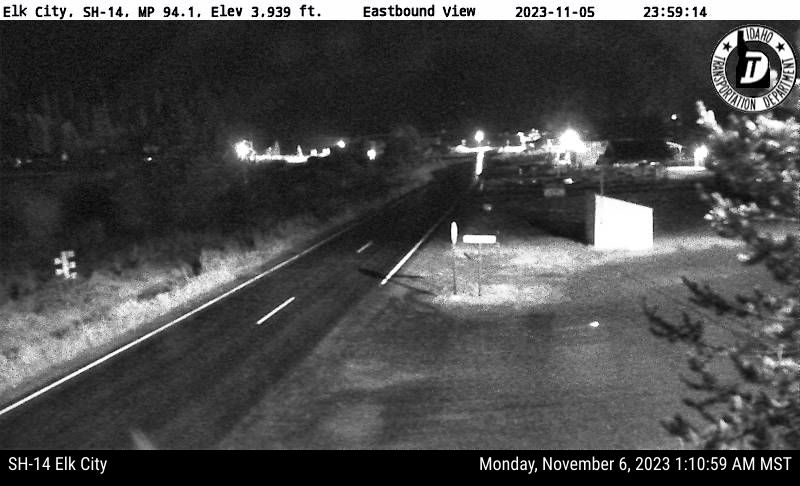 Elk City, SH-14, MP 94.1, Elev 3,939 ft. Eastbound View 2023-11-05 23:59:14
IDAHO
TRANSPORTATION DEPARTMENT
SH-14 Elk City Monday, November 6, 2023 1:10:59 AM MST